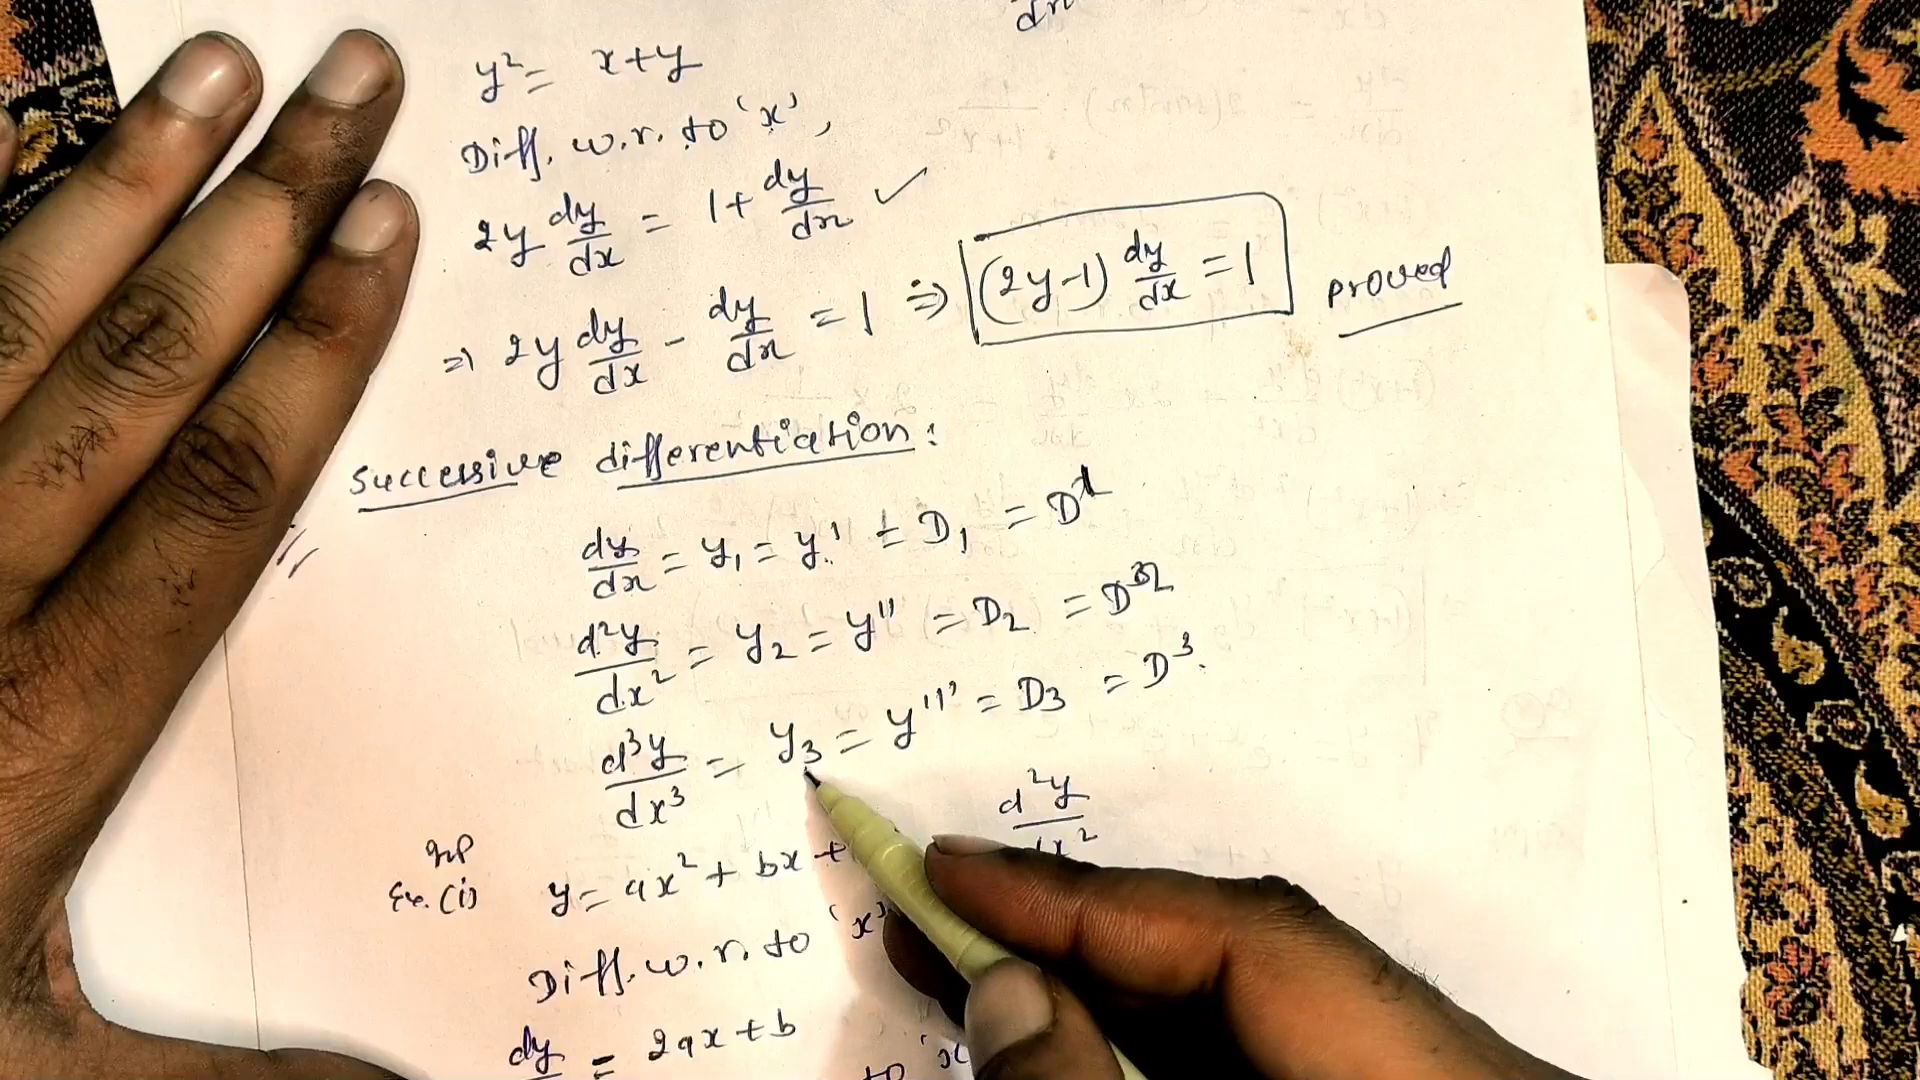 dx
y² = x+y
Diff. w.r. to 'x',
2y dy/dx = 1 + dy/dx ✓
⇒ 2y dy/dx - dy/dx = 1 ⇒ (2y-1) dy/dx = 1 proved
Successive differentiation:
dy/dx = y₁ = y' = D₁ = D¹
d²y/dx² = y₂ = y'' = D₂ = D²
d³y/dx³ = y₃ = y''' = D₃ = D³.
d²y/dx²
Ex. (i) y = ax² + bx +
Diff. w.r. to 'x'
dy = 2ax + b
to 'x